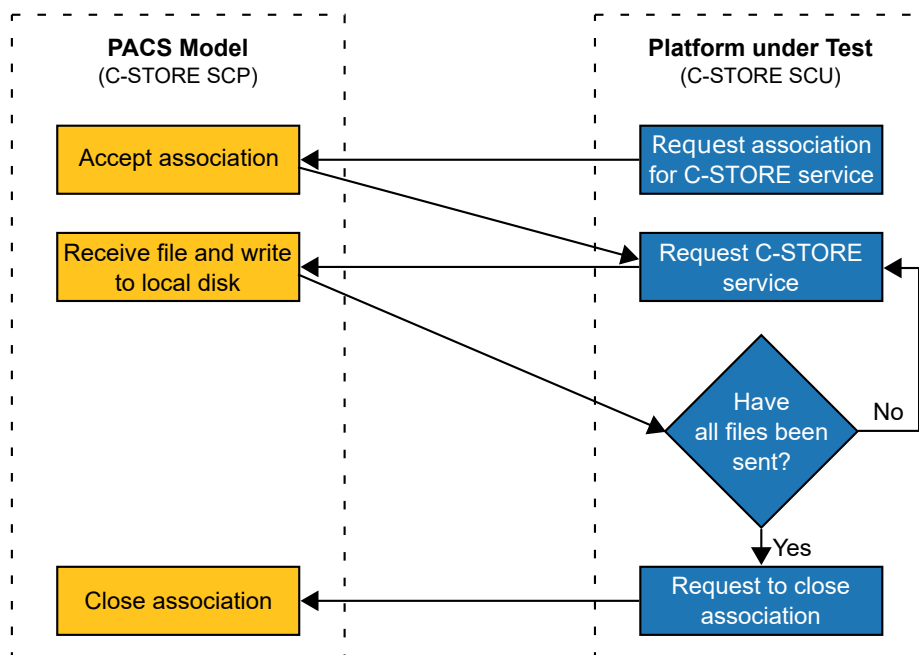 PACS Model
(C-STORE SCP)
Platform under Test
(C-STORE SCU)
Accept association
Request association
for C-STORE service
Receive file and write
to local disk
Request C-STORE
service
Have
all files been
sent?
No
Yes
Close association
Request to close
association